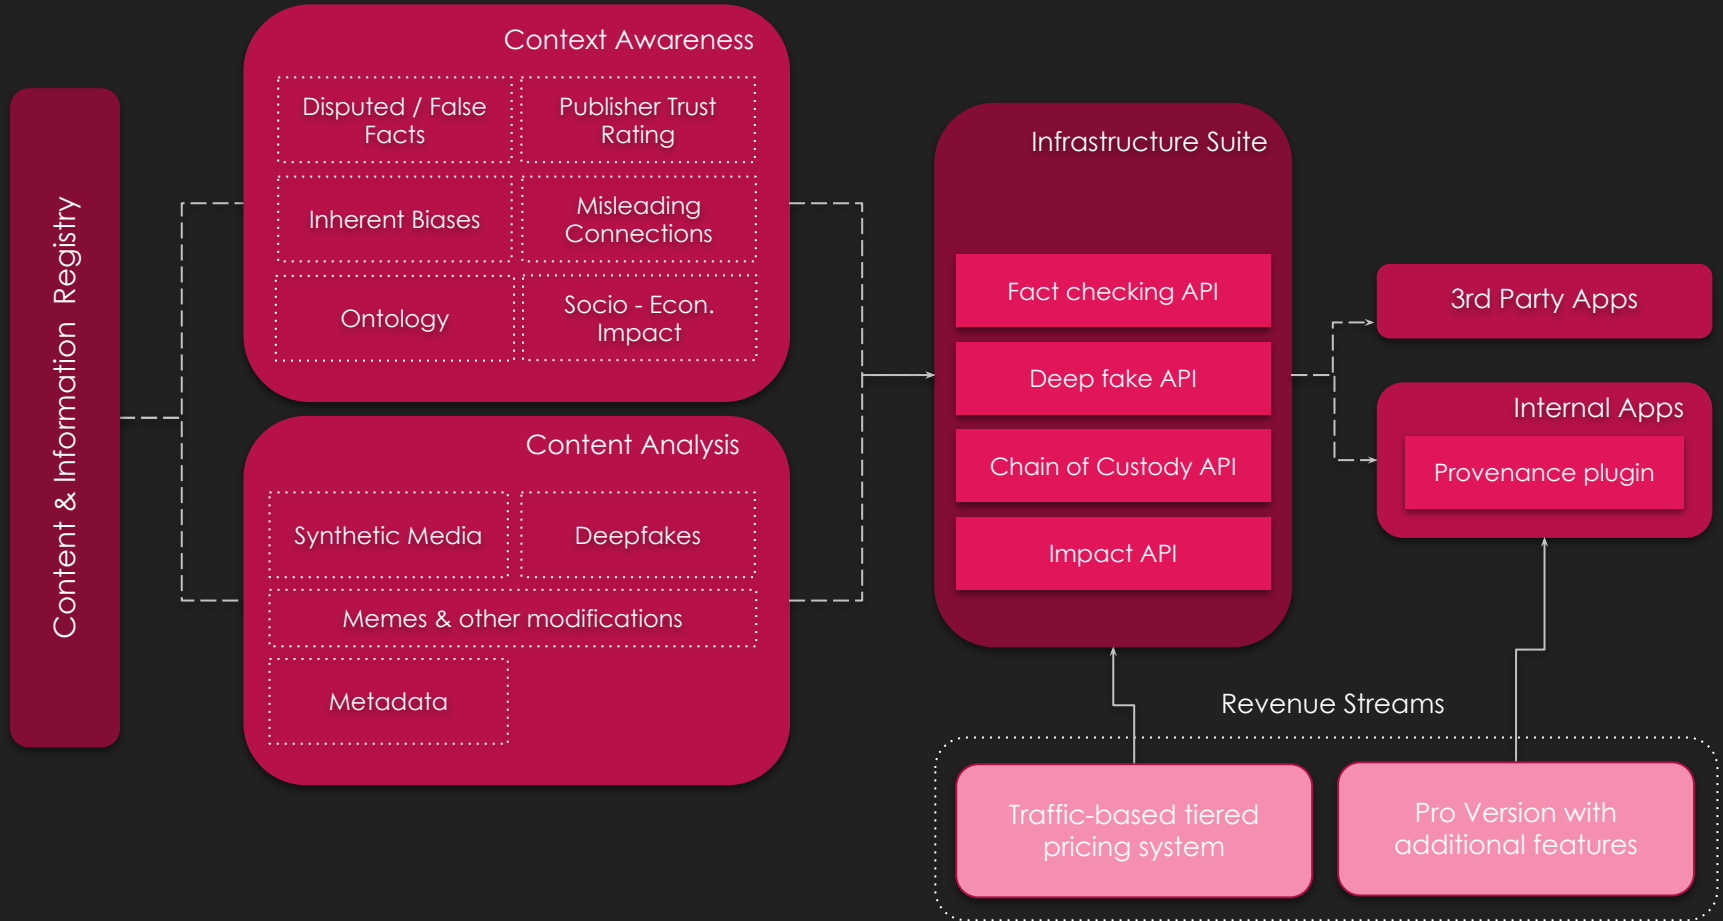 Content & Information Registry
Context Awareness
Disputed / False
Facts
Publisher Trust
Rating
Inherent Biases
Misleading
Connections
Ontology
Socio - Econ.
Impact
Content Analysis
Synthetic Media
Deepfakes
Memes & other modifications
Metadata
Infrastructure Suite
Fact checking API
Deep fake API
Chain of Custody API
Impact API
3rd Party Apps
Internal Apps
Provenance plugin
Revenue Streams
Traffic-based tiered
pricing system
Pro Version with
additional features